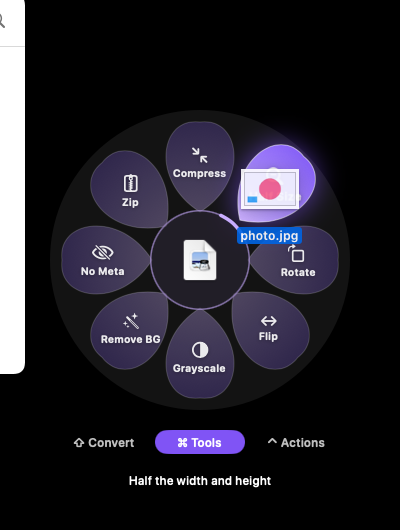 Compress
Zip
photo.jpg
No Meta
Rotate
Remove BG
Flip
Grayscale
⇧ Convert
⌘ Tools
⌃ Actions
Half the width and height